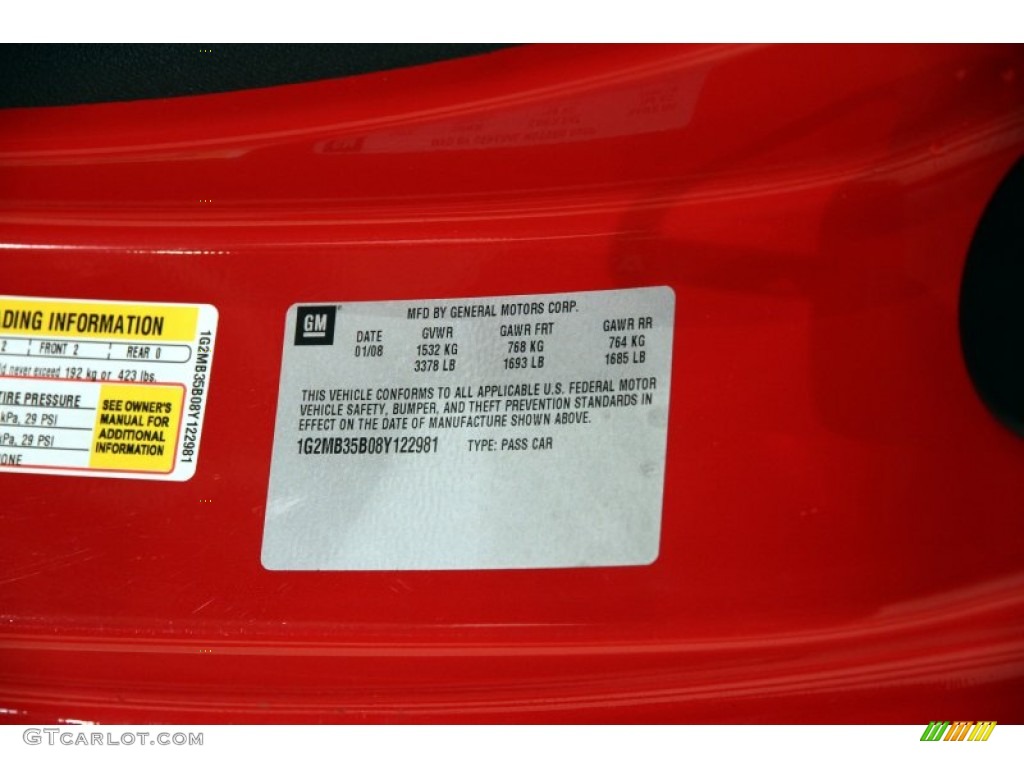 DING INFORMATION
2 FRONT 2 REAR 0
d never exceed 192 kg or 423 lbs.
TIRE PRESSURE
kPa, 29 PSI
kPa, 29 PSI
ONE
SEE OWNER'S
MANUAL FOR
ADDITIONAL
INFORMATION
1G2MB35B08Y122981
GM
MFD BY GENERAL MOTORS CORP.
DATE GVWR GAWR FRT GAWR RR
01/08 1532 KG 768 KG 764 KG
3378 LB 1693 LB 1685 LB
THIS VEHICLE CONFORMS TO ALL APPLICABLE U.S. FEDERAL MOTOR
VEHICLE SAFETY, BUMPER, AND THEFT PREVENTION STANDARDS IN
EFFECT ON THE DATE OF MANUFACTURE SHOWN ABOVE.
1G2MB35B08Y122981 TYPE: PASS CAR
GTCarLot.com